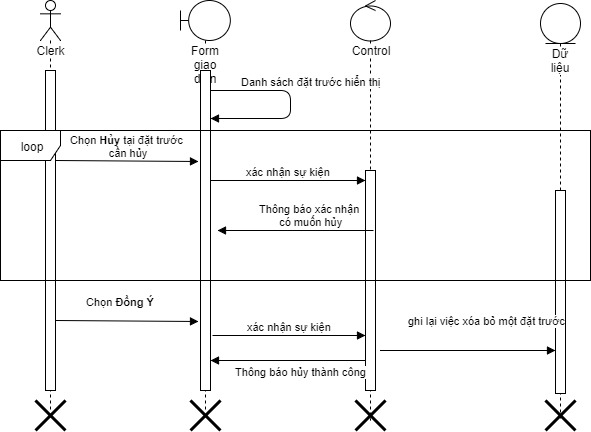 Clerk
Form
giao
diện
Control
Dữ
liệu
Danh sách đặt trước hiển thị
loop
Chọn Hủy tại đặt trước
cần hủy
xác nhận sự kiện
Thông báo xác nhận
có muốn hủy
Chọn Đồng Ý
xác nhận sự kiện
ghi lại việc xóa bỏ một đặt trước
Thông báo hủy thành công